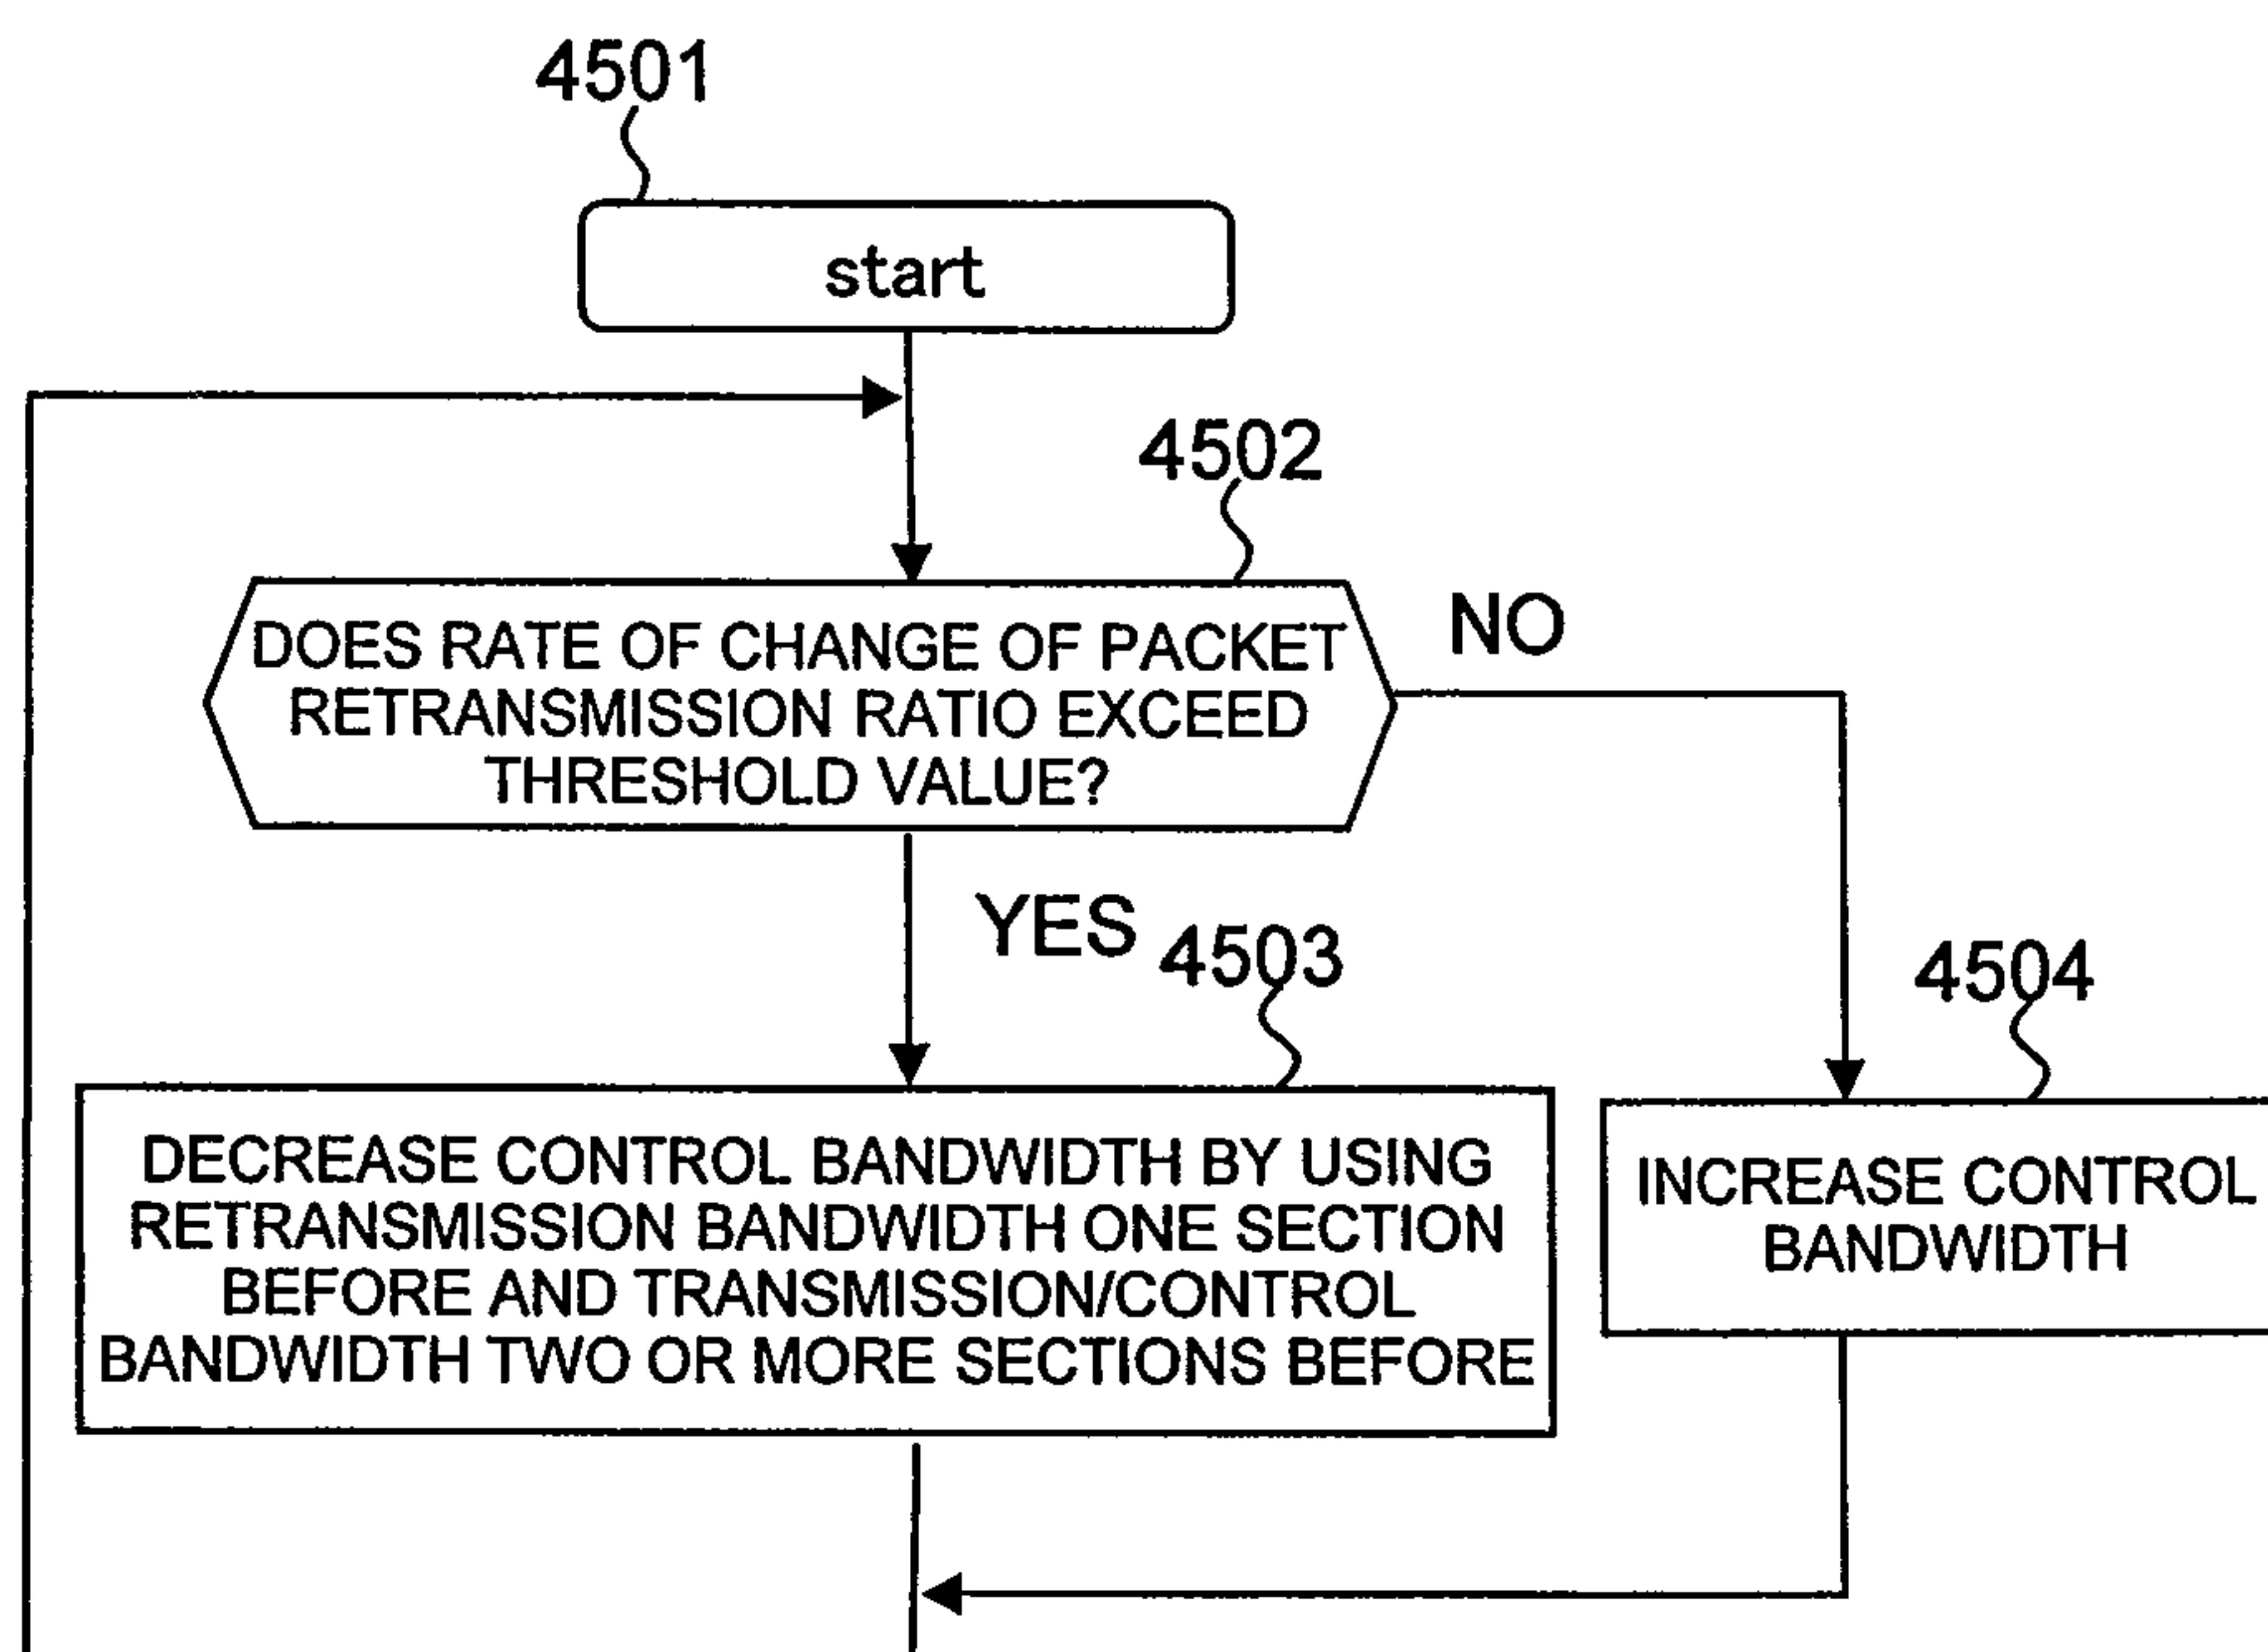 4501
start
4502
DOES RATE OF CHANGE OF PACKET
RETRANSMISSION RATIO EXCEED
THRESHOLD VALUE?
NO
YES
4503
4504
DECREASE CONTROL BANDWIDTH BY USING
RETRANSMISSION BANDWIDTH ONE SECTION
BEFORE AND TRANSMISSION/CONTROL
BANDWIDTH TWO OR MORE SECTIONS BEFORE
INCREASE CONTROL
BANDWIDTH